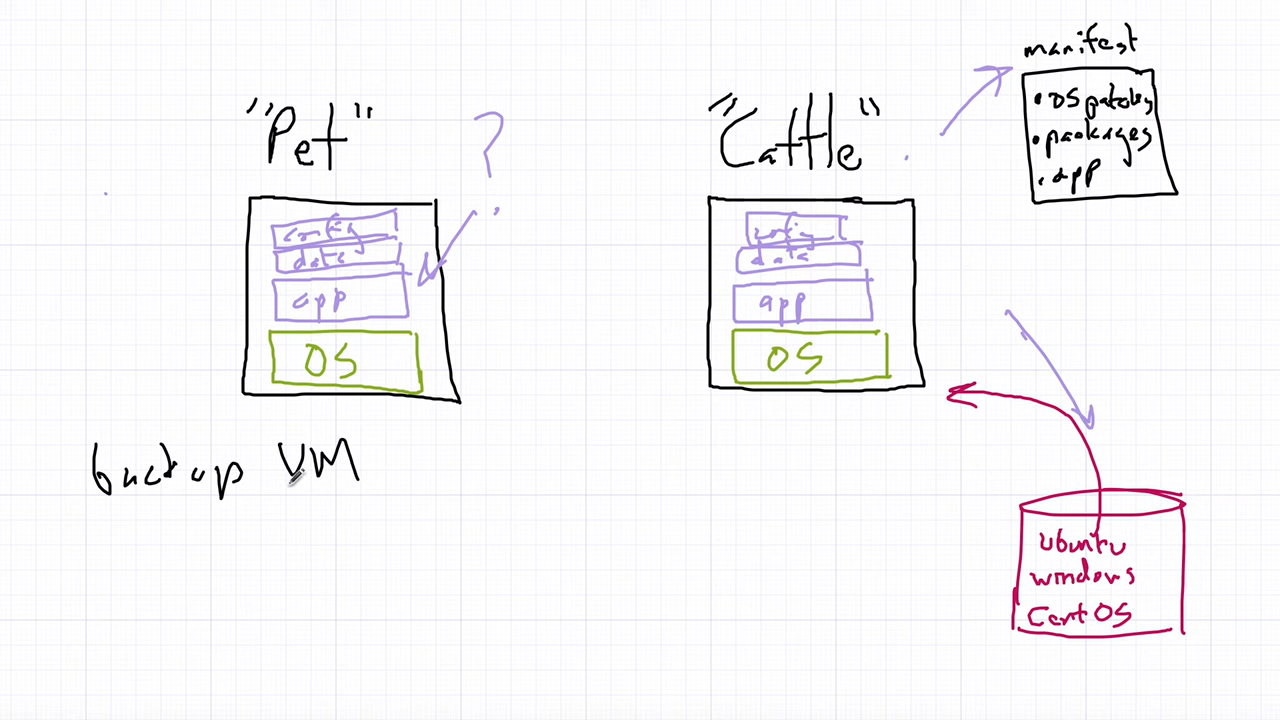 "Pet"
?
config
data
app
OS
backup VM
"Cattle"
config
data
app
OS
manifest
• OS patches
• packages
• app
Ubuntu
windows
CentOS